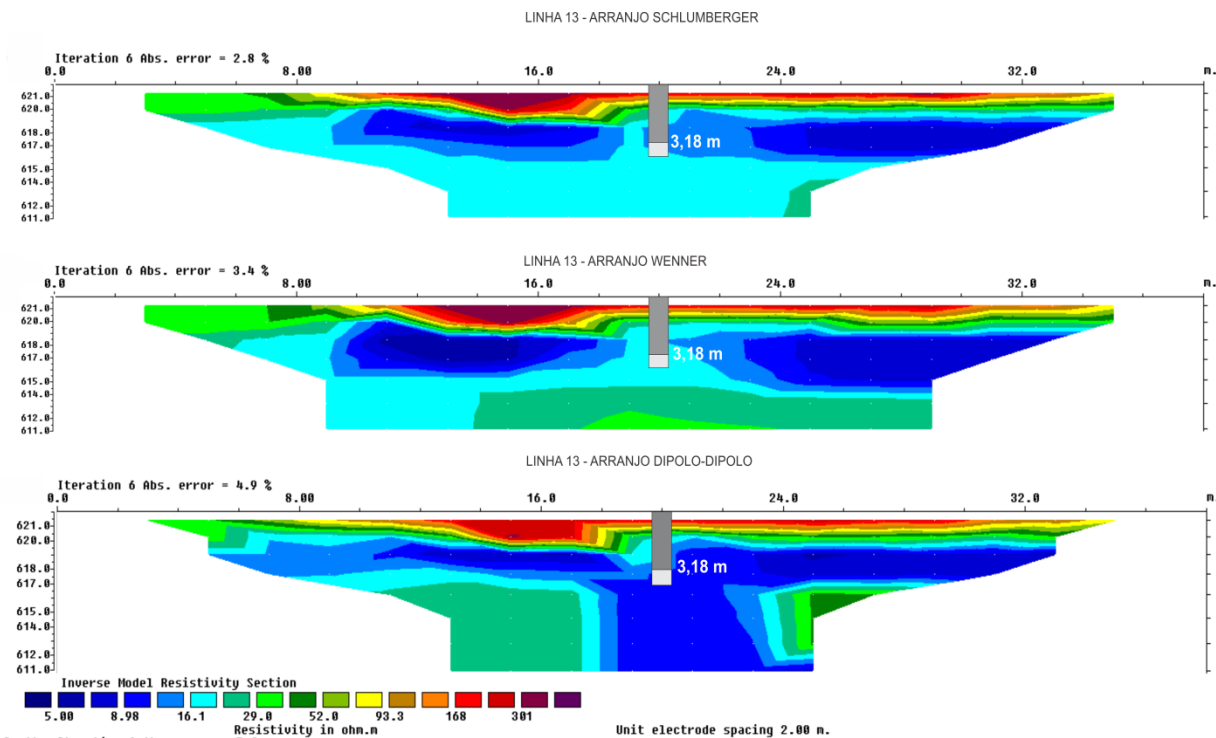 LINHA 13 - ARRANJO SCHLUMBERGER
Iteration 6 Abs. error = 2.8 %
0.0 8.00 16.0 24.0 32.0 m.
621.0
620.0
618.0
617.0
615.0
614.0
613.0
611.0
3,18 m
LINHA 13 - ARRANJO WENNER
Iteration 6 Abs. error = 3.4 %
0.0 8.00 16.0 24.0 32.0 m.
621.0
620.0
618.0
617.0
615.0
614.0
612.0
611.0
3,18 m
LINHA 13 - ARRANJO DIPOLO-DIPOLO
Iteration 6 Abs. error = 4.9 %
0.0 8.00 16.0 24.0 32.0 m
621.0
620.0
618.0
617.0
615.0
614.0
612.0
611.0
3,18 m
Inverse Model Resistivity Section
5.00 8.98 16.1 29.0 52.0 93.3 168 301
Resistivity in ohm.m
Unit electrode spacing 2.00 m.